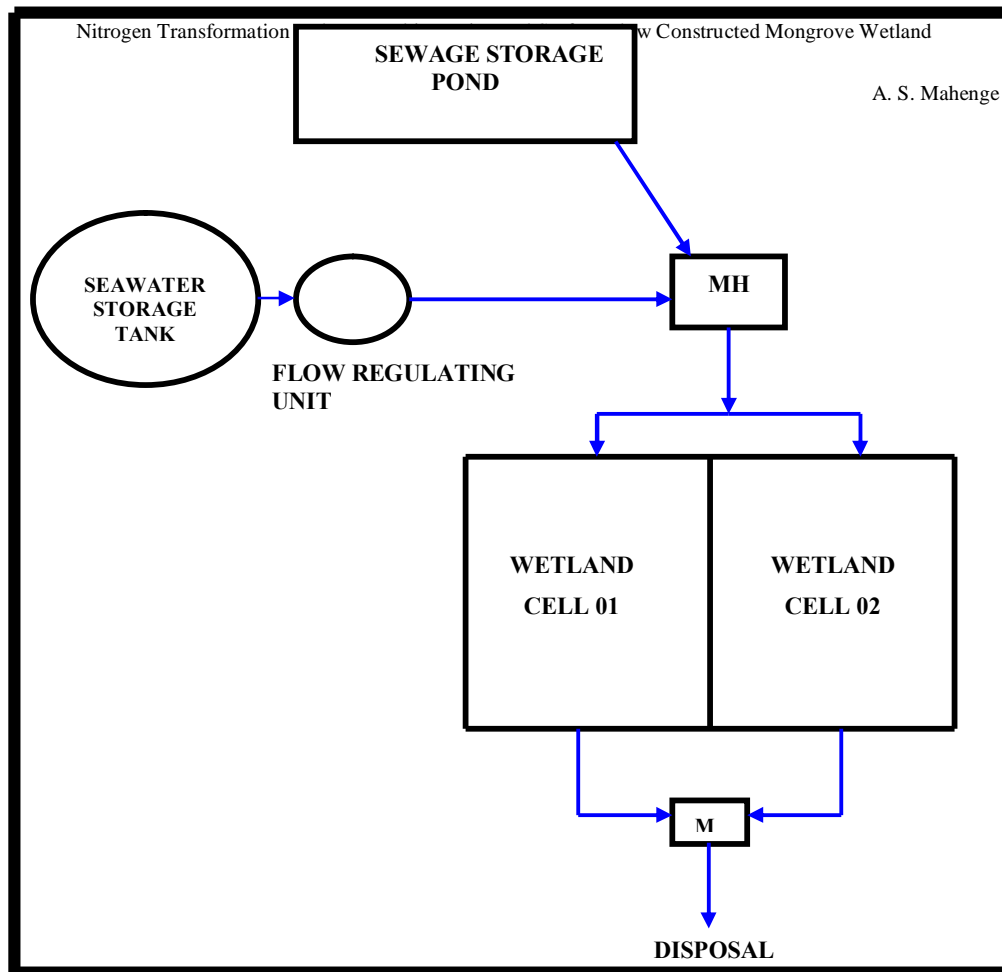 Nitrogen Transformation w Constructed Mongrove Wetland
SEWAGE STORAGE
POND
A. S. Mahenge
SEAWATER
STORAGE
TANK
MH
FLOW REGULATING
UNIT
WETLAND
CELL 01
WETLAND
CELL 02
M
DISPOSAL